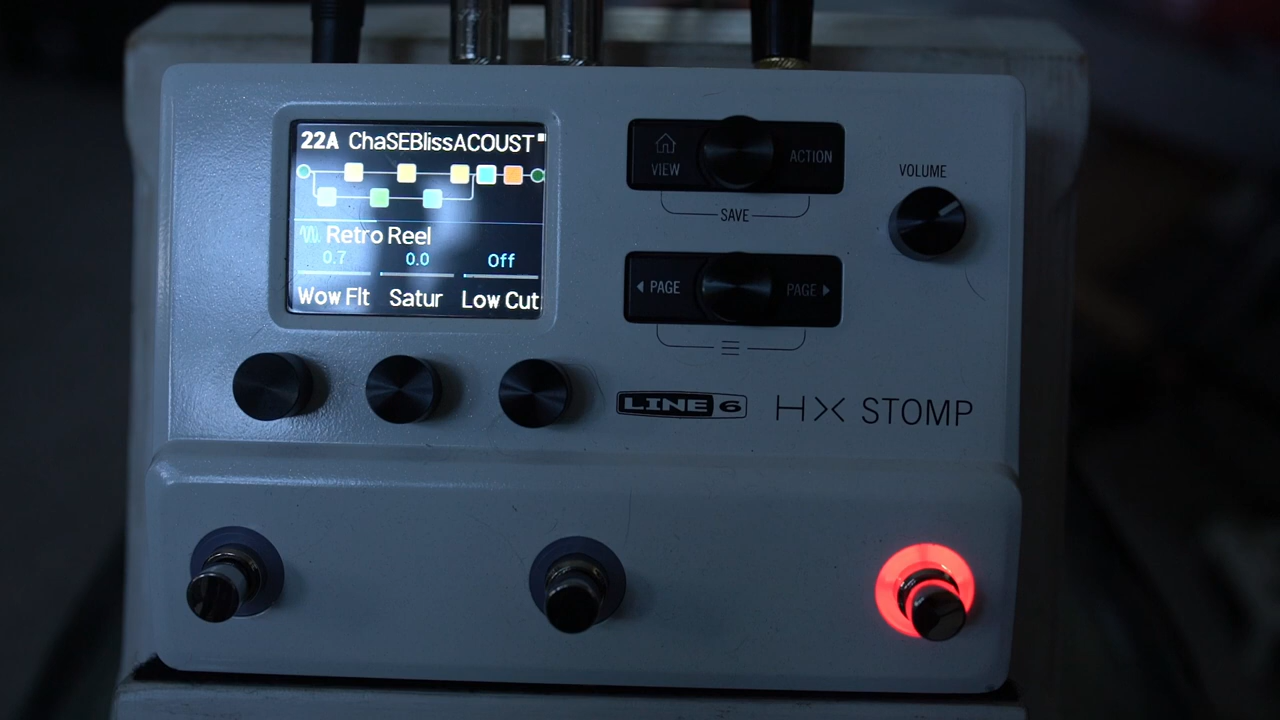 22A ChaSEBlissACOUST
Retro Reel
0.7 0.0 Off
Wow Flt Satur Low Cut
VIEW ACTION
SAVE
PAGE PAGE
VOLUME
LINE 6 HX STOMP